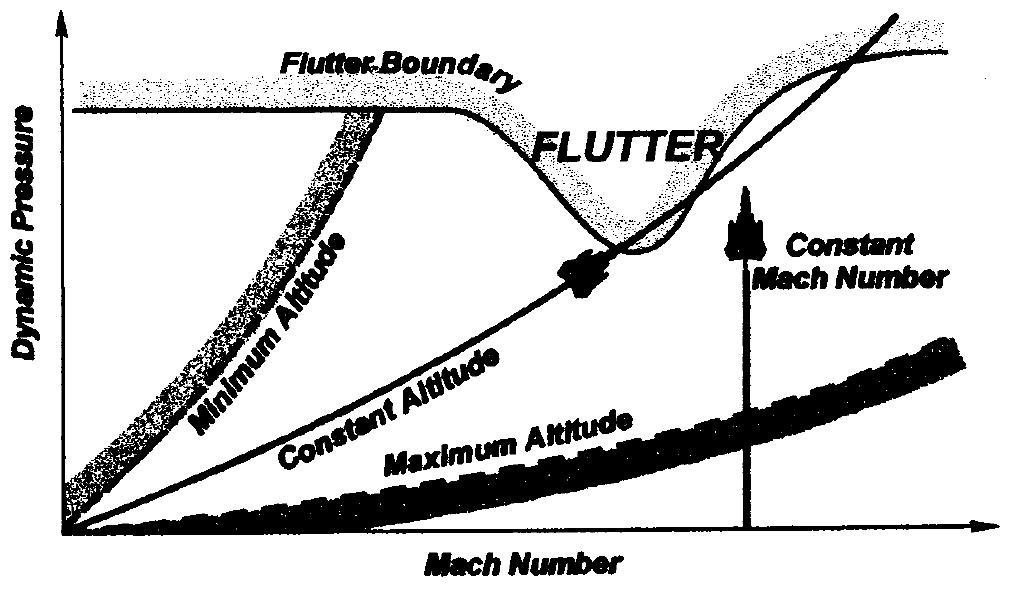 Flutter Boundary
FLUTTER
Dynamic Pressure
Minimum Altitude
Constant Altitude
Maximum Altitude
Constant
Mach Number
Mach Number